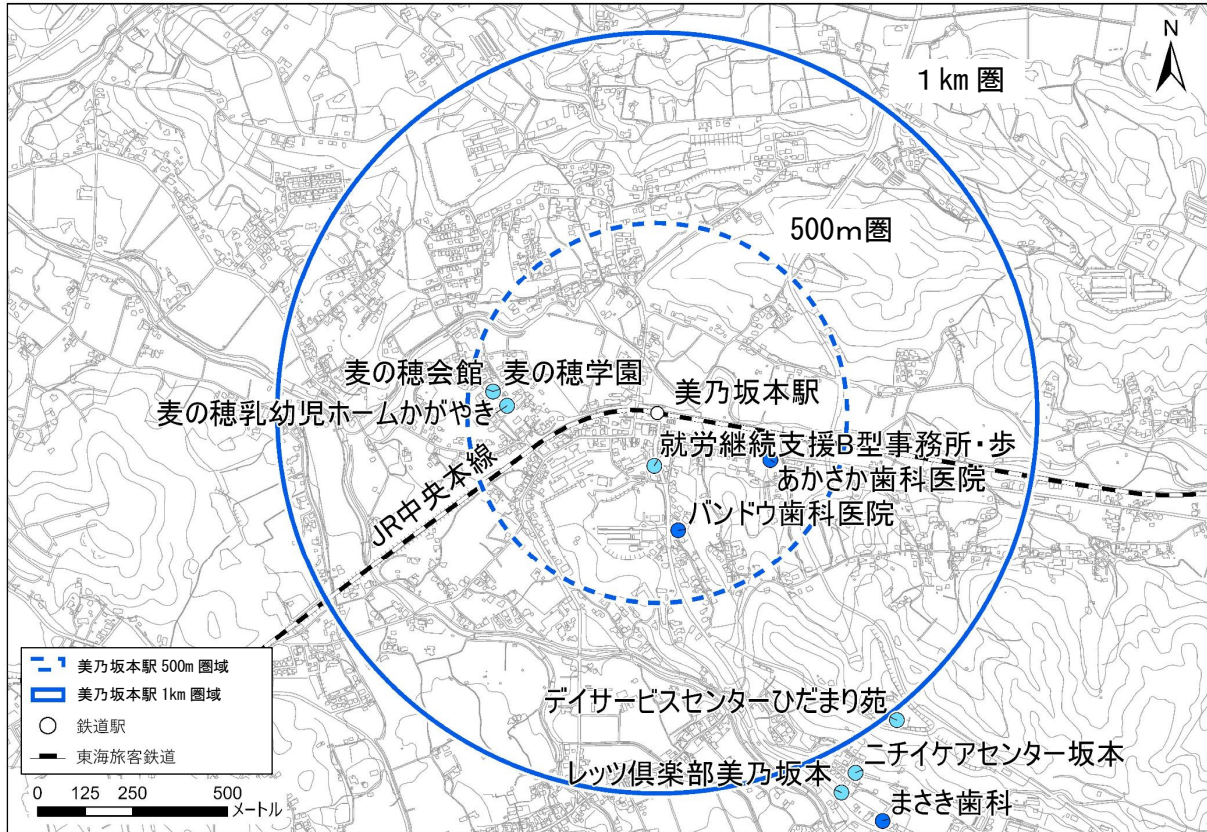 N
1km圏
500m圏
麦の穂会館
麦の穂学園
美乃坂本駅
麦の穂乳幼児ホームかがやき
就労継続支援B型事務所・歩
あかさか歯科医院
JR中央本線
バンドウ歯科医院
デイサービスセンターひだまり苑
ニチイケアセンター坂本
レッツ倶楽部美乃坂本
まさき歯科
美乃坂本駅 500m 圏域
美乃坂本駅 1km 圏域
鉄道駅
東海旅客鉄道
0 125 250 500 メートル